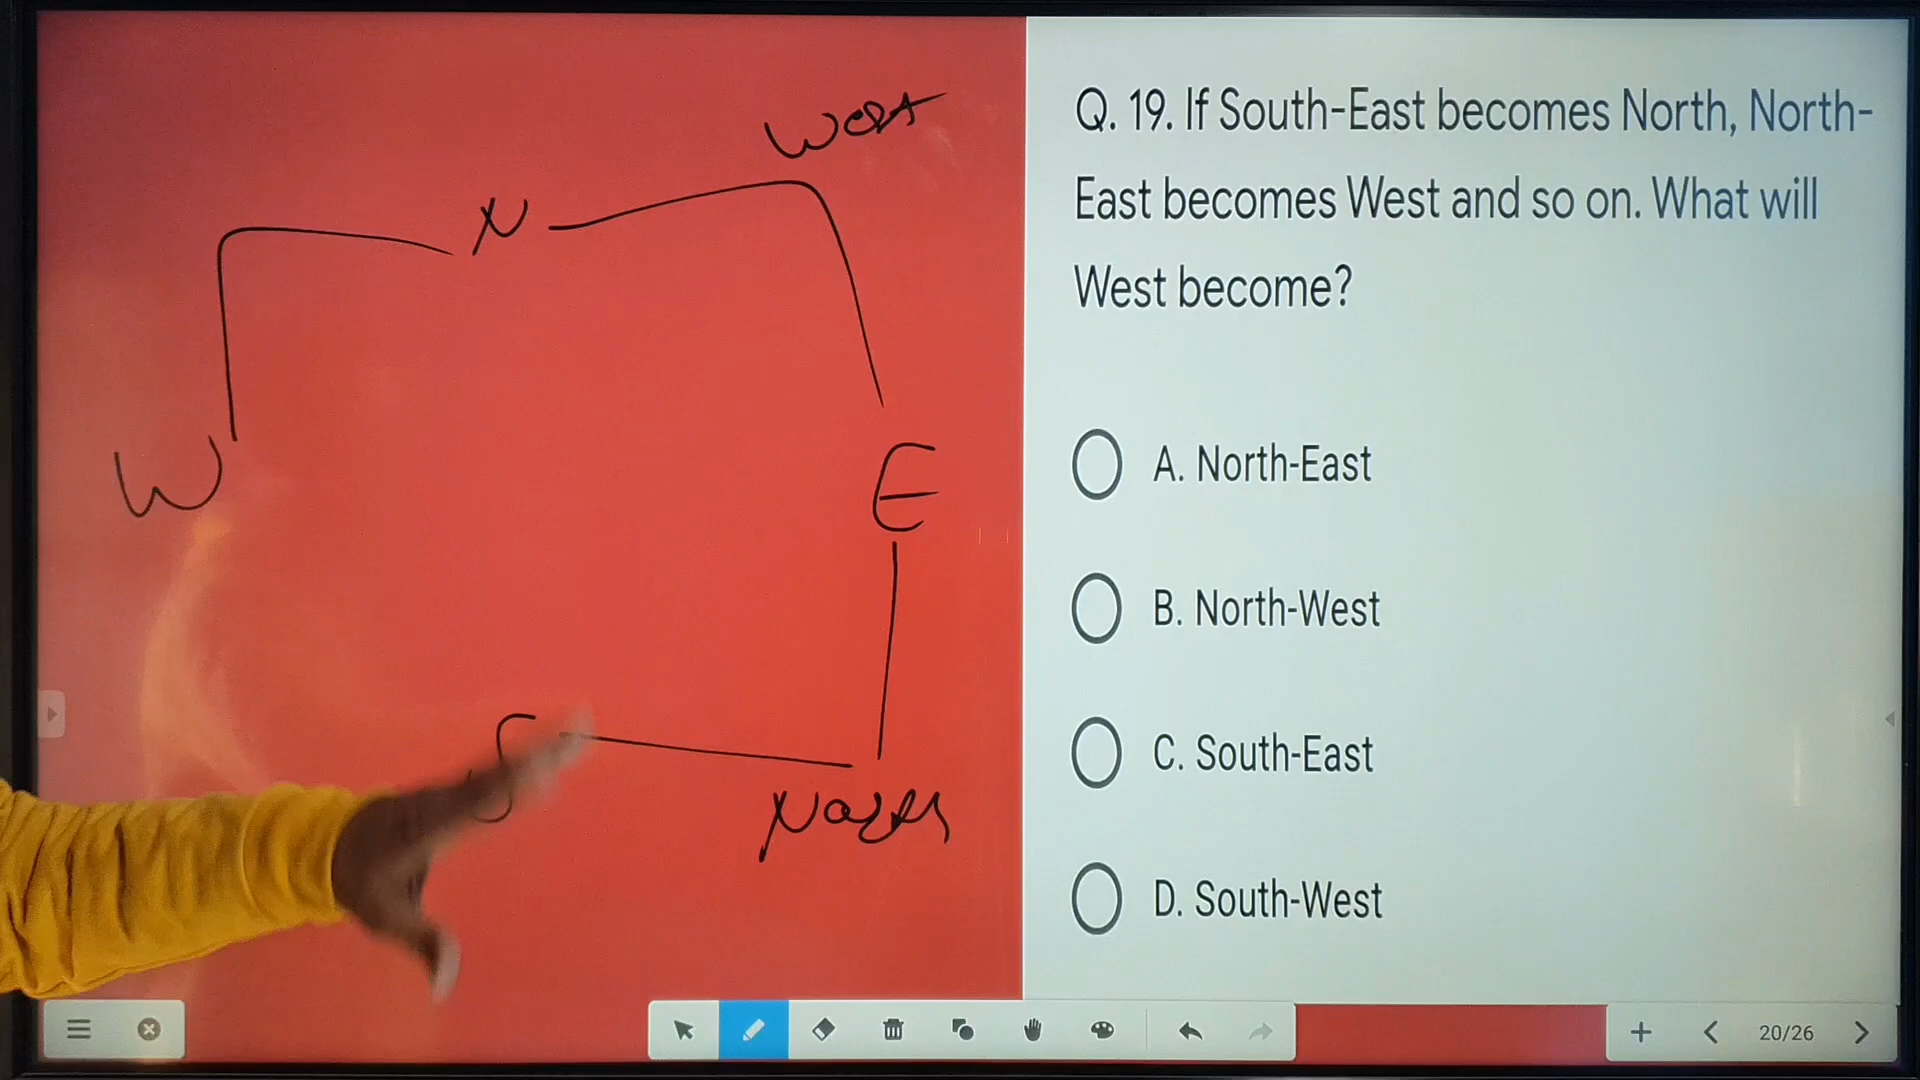 West
N
W
E
S
North
Q. 19. If South-East becomes North, North-
East becomes West and so on. What will
West become?
A. North-East
B. North-West
C. South-East
D. South-West
20/26